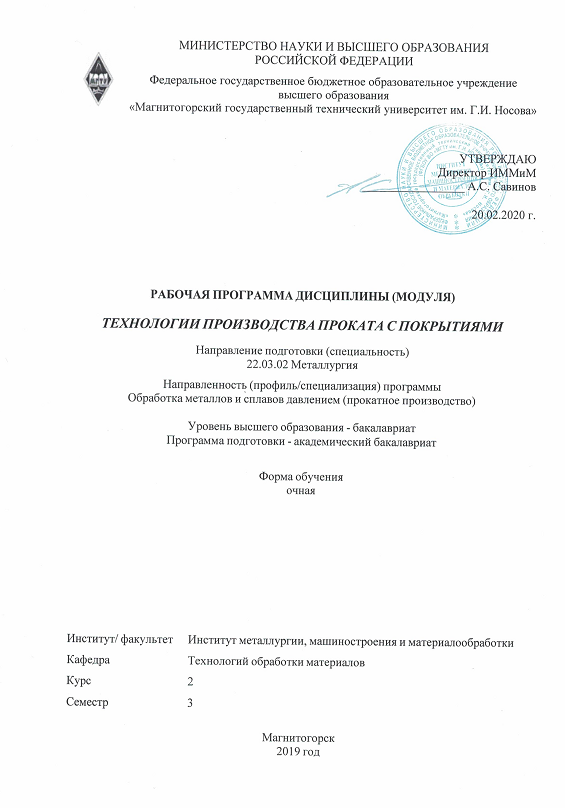 МИНИСТЕРСТВО НАУКИ И ВЫСШЕГО ОБРАЗОВАНИЯ
РОССИЙСКОЙ ФЕДЕРАЦИИ
Федеральное государственное бюджетное образовательное учреждение
высшего образования
«Магнитогорский государственный технический университет им. Г.И. Носова»
УТВЕРЖДАЮ
Директор ИММиМ
А.С. Савинов
20.02.2020 г.
РАБОЧАЯ ПРОГРАММА ДИСЦИПЛИНЫ (МОДУЛЯ)
ТЕХНОЛОГИИ ПРОИЗВОДСТВА ПРОКАТА С ПОКРЫТИЯМИ
Направление подготовки (специальность)
22.03.02 Металлургия
Направленность (профиль/специализация) программы
Обработка металлов и сплавов давлением (прокатное производство)
Уровень высшего образования - бакалавриат
Программа подготовки - академический бакалавриат
Форма обучения
очная
Институт/ факультет Институт металлургии, машиностроения и материалообработки
Кафедра Технологий обработки материалов
Курс 2
Семестр 3
Магнитогорск
2019 год